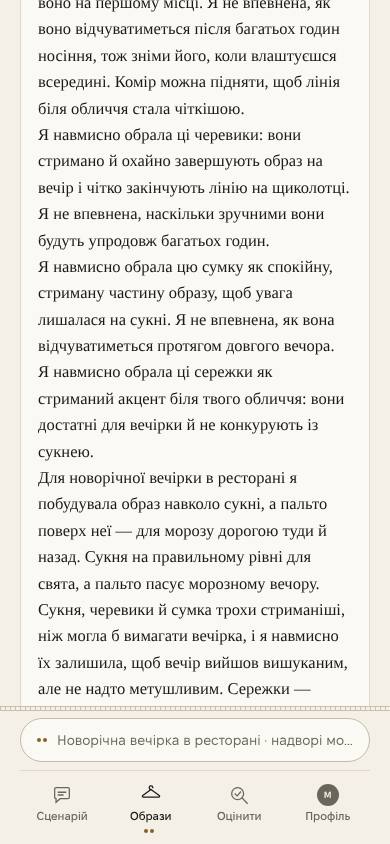 воно на першому місці. Я не впевнена, як
воно відчуватиметься після багатьох годин
носіння, тож зніми його, коли влаштуєшся
всередині. Комір можна підняти, щоб лінія
біля обличчя стала чіткішою.
Я навмисно обрала ці черевики: вони
стримано й охайно завершують образ на
вечір і чітко закінчують лінію на щиколотці.
Я не впевнена, наскільки зручними вони
будуть упродовж багатьох годин.
Я навмисно обрала цю сумку як спокійну,
стриману частину образу, щоб увага
лишалася на сукні. Я не впевнена, як вона
відчуватиметься протягом довгого вечора.
Я навмисно обрала ці сережки як
стриманий акцент біля твого обличчя: вони
достатні для вечірки й не конкурують із
сукнею.
Для новорічної вечірки в ресторані я
побудувала образ навколо сукні, а пальто
поверх неї — для морозу дорогою туди й
назад. Сукня на правильному рівні для
свята, а пальто пасує морозному вечору.
Сукня, черевики й сумка трохи стриманіші,
ніж могла б вимагати вечірка, і я навмисно
їх залишила, щоб вечір вийшов вишуканим,
але не надто метушливим. Сережки —
Новорічна вечірка в ресторані · надворі мо...
Сценарій
Образи
Оцінити
М
Профіль